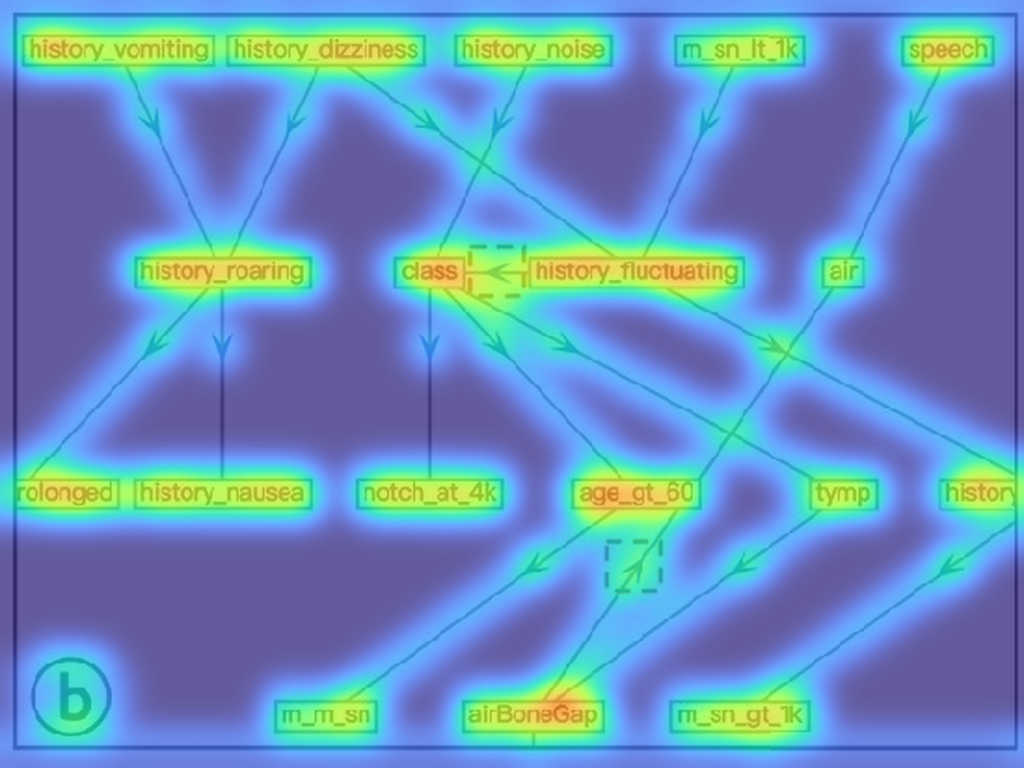 history_vomiting history_dizziness history_noise m_sn_lt_1k speech
history_roaring class history_fluctuating air
rolonged history_nausea notch_at_4k age_gt_60 tymp history
m_m_sn airBoneGap m_sn_gt_1k
b